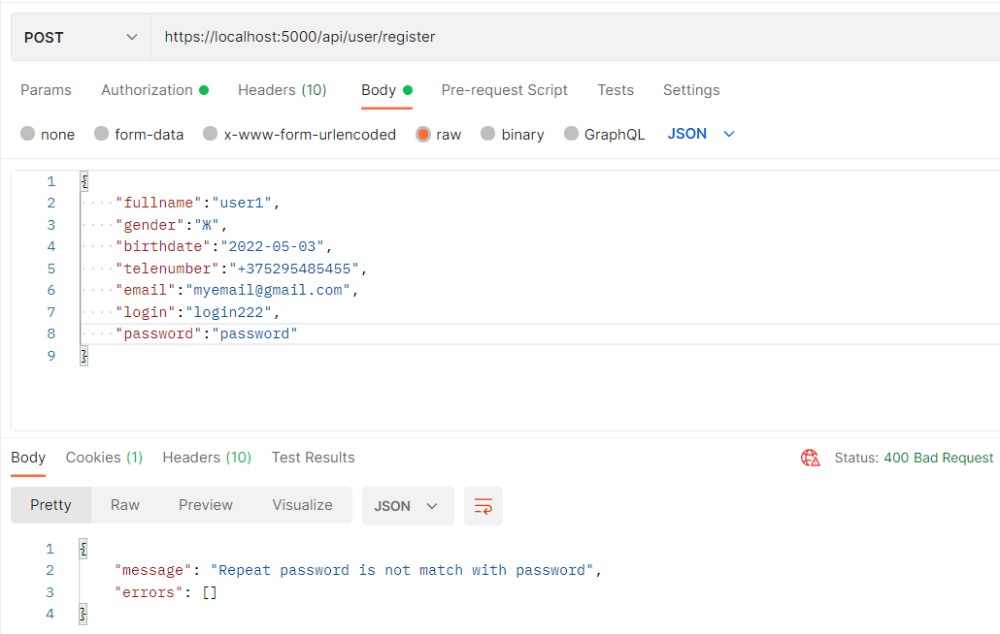 POST https://localhost:5000/api/user/register
Params Authorization Headers (10) Body Pre-request Script Tests Settings
none form-data x-www-form-urlencoded raw binary GraphQL JSON
1 {
2 "fullname":"user1",
3 "gender":"Ж",
4 "birthdate":"2022-05-03",
5 "telenumber":"+375295485455",
6 "email":"myemail@gmail.com",
7 "login":"login222",
8 "password":"password"
9 }
Body Cookies (1) Headers (10) Test Results Status: 400 Bad Request
Pretty Raw Preview Visualize JSON
1 {
2 "message": "Repeat password is not match with password",
3 "errors": []
4 }